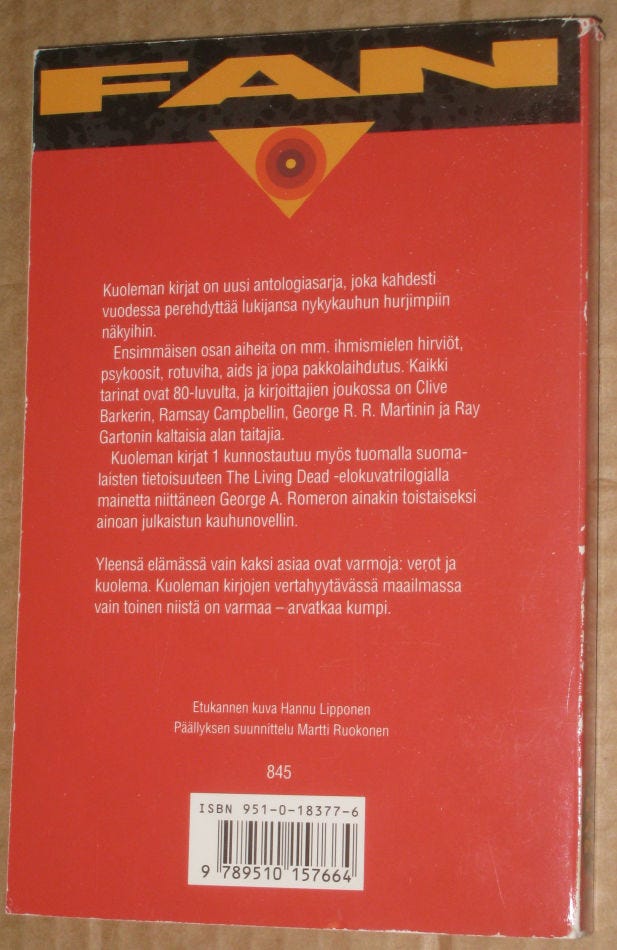 FAN
Kuoleman kirjat on uusi antologiasarja, joka kahdesti
vuodessa perehdyttää lukijansa nykykauhun hurjimpiin
näkyihin.
Ensimmäisen osan aiheita on mm. ihmismielen hirviöt,
psykoosit, rotuviha, aids ja jopa pakkolaihdutus. Kaikki
tarinat ovat 80-luvulta, ja kirjoittajien joukossa on Clive
Barkerin, Ramsay Campbellin, George R. R. Martinin ja Ray
Gartonin kaltaisia alan taitajia.
Kuoleman kirjat 1 kunnostautuu myös tuomalla suoma-
laisten tietoisuuteen The Living Dead -elokuvatrilogialla
mainetta niittäneen George A. Romeron ainakin toistaiseksi
ainoan julkaistun kauhunovellin.
Yleensä elämässä vain kaksi asiaa ovat varmoja: verot ja
kuolema. Kuoleman kirjojen vertahyytävässä maailmassa
vain toinen niistä on varmaa – arvatkaa kumpi.
Etukannen kuva Hannu Lipponen
Päällyksen suunnittelu Martti Ruokonen
845
ISBN 951-0-18377-6
9 789510 157664